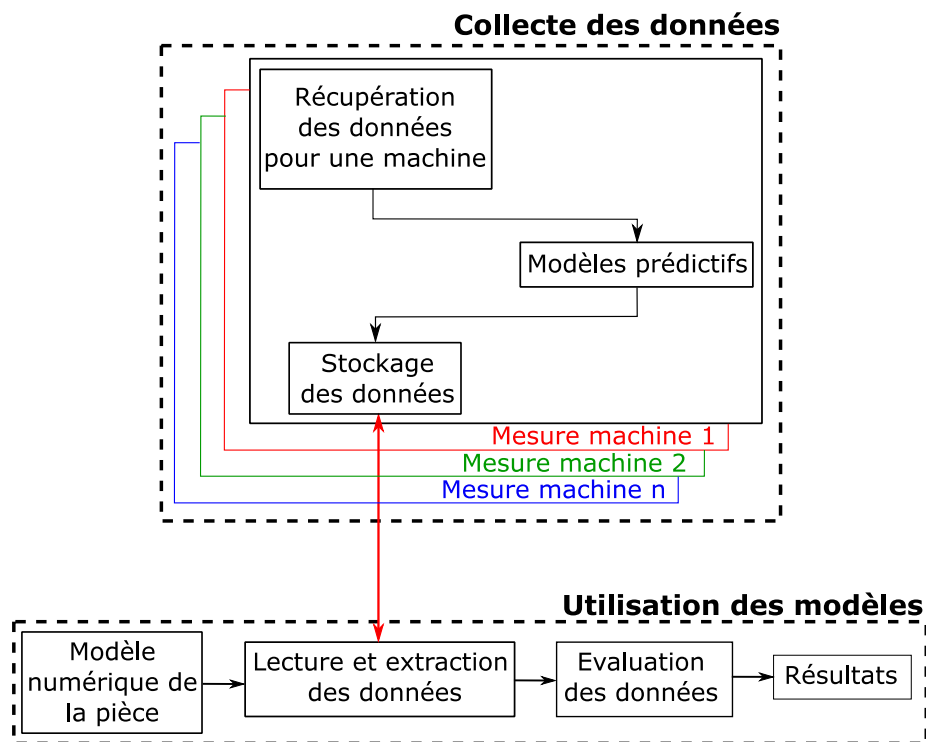 Collecte des données
Récupération
des données
pour une machine
Modèles prédictifs
Stockage
des données
Mesure machine 1
Mesure machine 2
Mesure machine n
Utilisation des modèles
Modèle
numérique de
la pièce
Lecture et extraction
des données
Evaluation
des données
Résultats